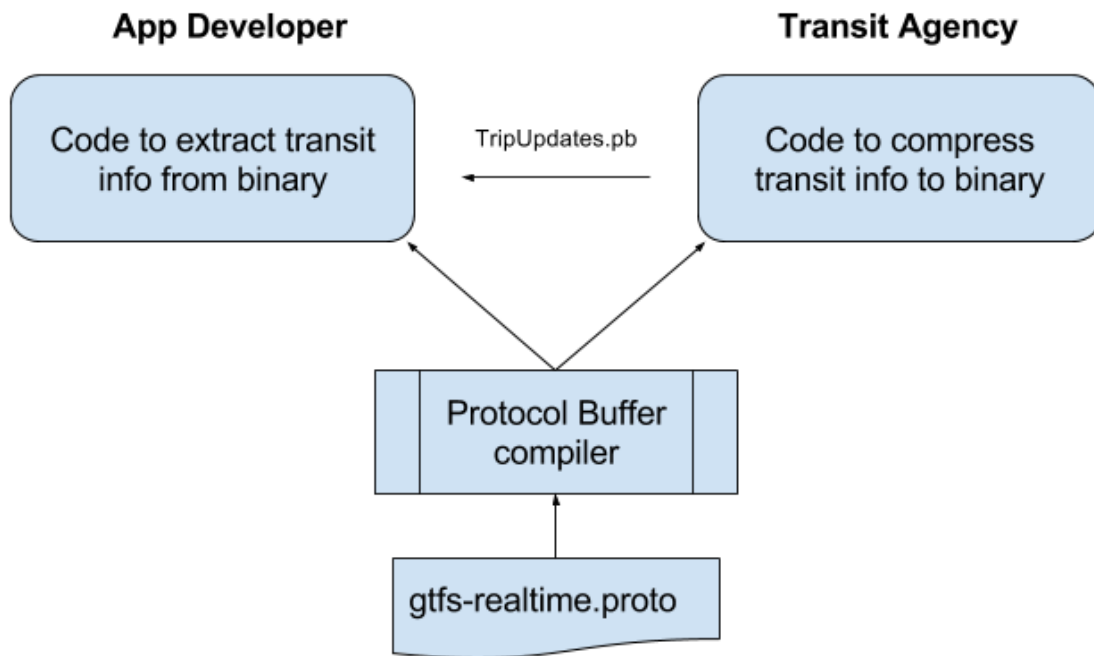 App Developer
Transit Agency
Code to extract transit
info from binary
TripUpdates.pb
Code to compress
transit info to binary
Protocol Buffer
compiler
gtfs-realtime.proto